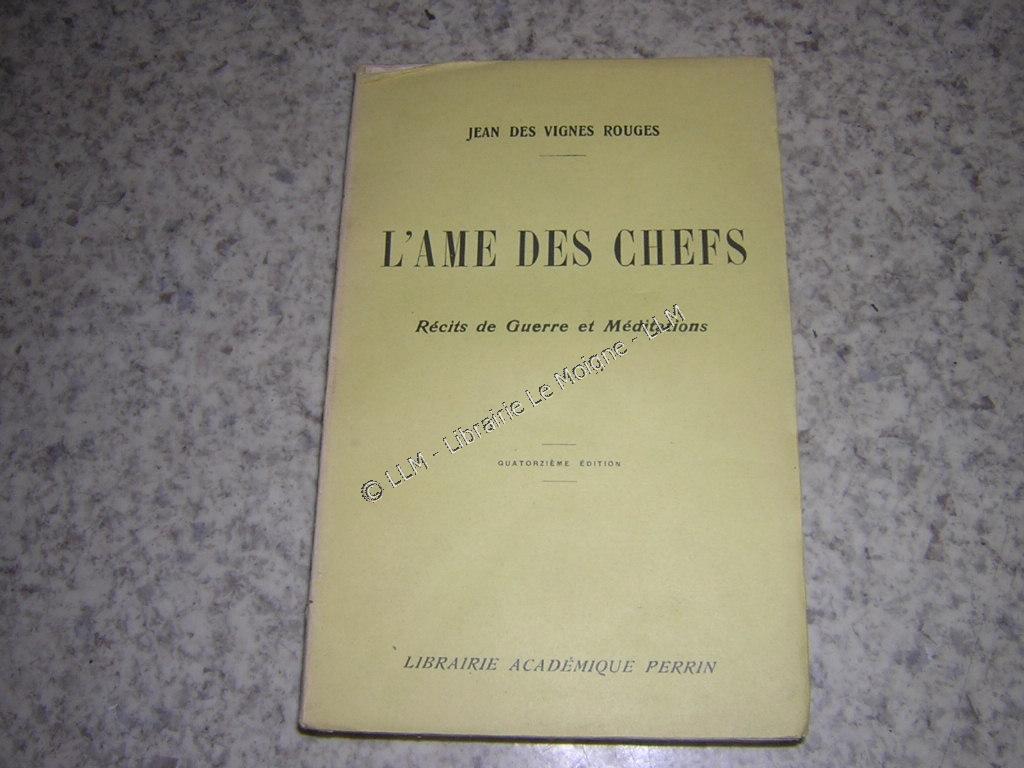 JEAN DES VIGNES ROUGES
L'AME DES CHEFS
Récits de Guerre et Méditations
© LLM - Librairie Le Moigne - LLM
QUATORZIÈME ÉDITION
LIBRAIRIE ACADÉMIQUE PERRIN